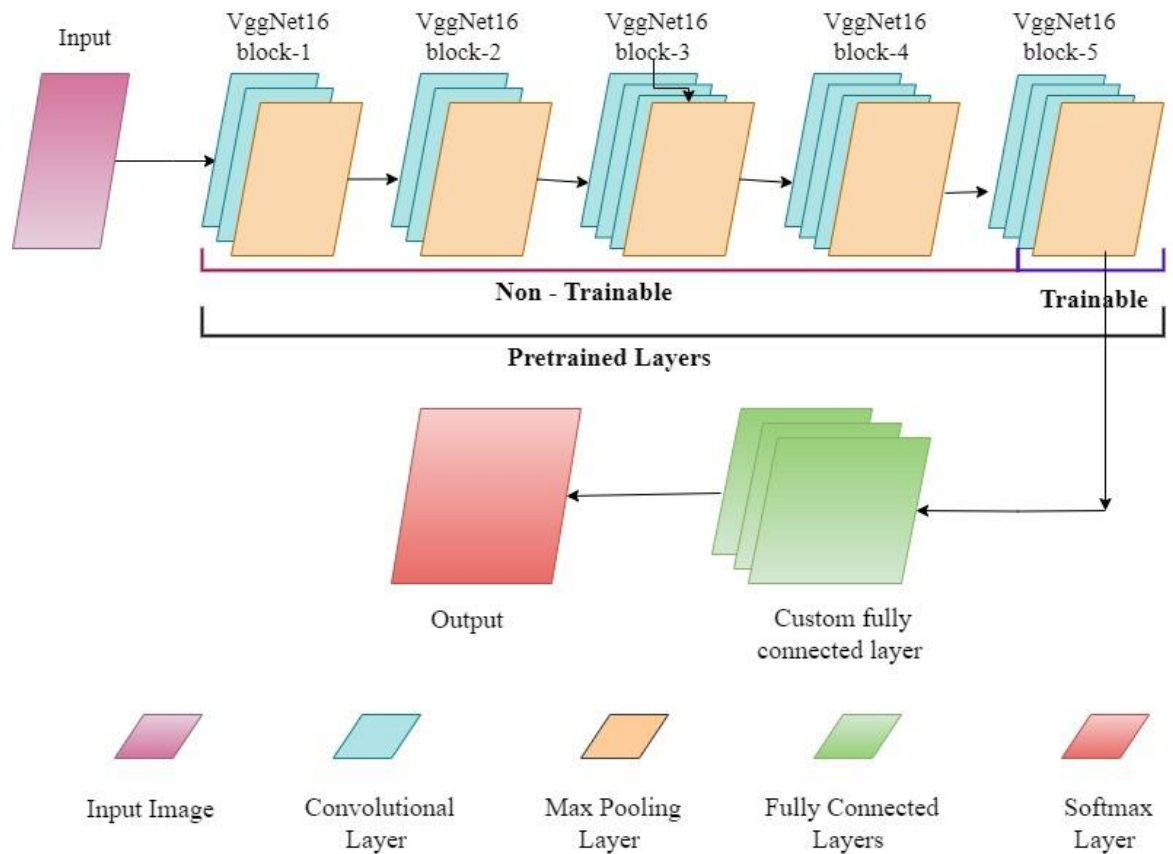 Input
VggNet16
block-1
VggNet16
block-2
VggNet16
block-3
VggNet16
block-4
VggNet16
block-5
Non - Trainable
Trainable
Pretrained Layers
Output
Custom fully
connected layer
Input Image
Convolutional
Layer
Max Pooling
Layer
Fully Connected
Layers
Softmax
Layer